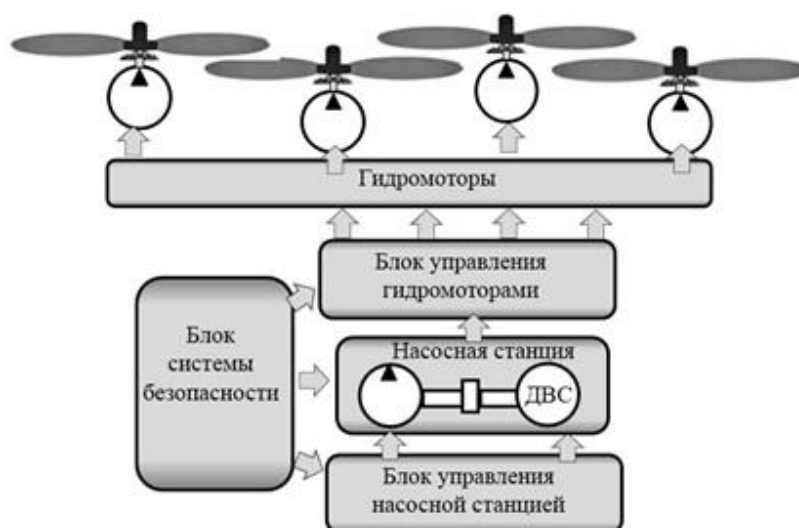 Гидромоторы
Блок управления
гидромоторами
Блок
системы
безопасности
Насосная станция
ДВС
Блок управления
насосной станцией